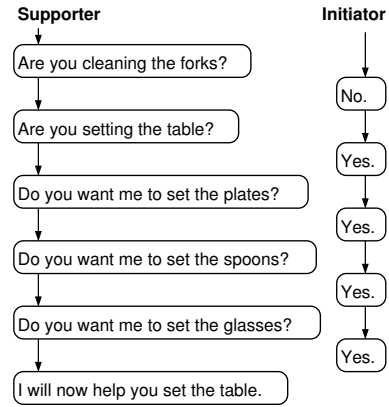 Supporter
Initiator
Are you cleaning the forks?
No.
Are you setting the table?
Yes.
Do you want me to set the plates?
Yes.
Do you want me to set the spoons?
Yes.
Do you want me to set the glasses?
Yes.
I will now help you set the table.